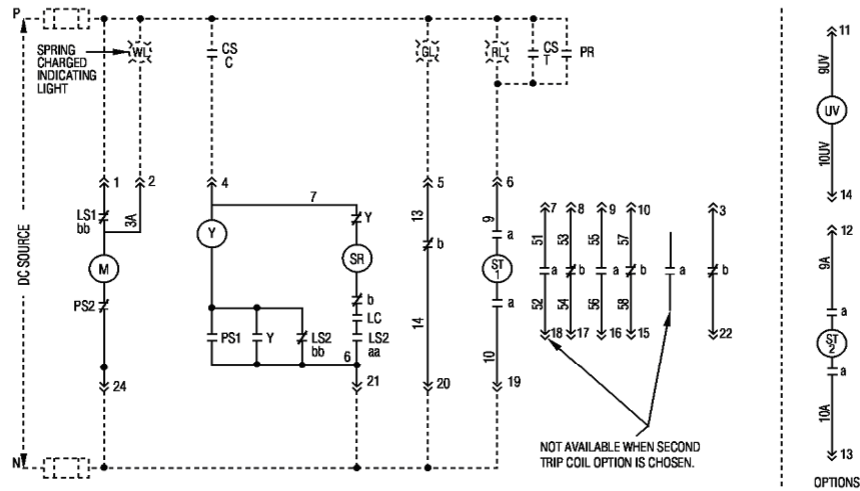 P
SPRING
CHARGED
INDICATING
LIGHT
WL
CS
C
GL
RL
CS
T
PR
11
9UV
UV
10UV
14
1
2
4
5
6
7
8
9
10
3
7
LS1
bb
3A
Y
Y
13
9
a
51
53
55
57
12
DC SOURCE
M
SR
b
ST
1
a
b
a
b
a
b
9A
PS2
b
a
52
54
56
58
a
LC
PS1
Y
LS2
bb
LS2
aa
14
18
17
16
15
22
ST
2
a
6
10
10A
24
21
20
19
NOT AVAILABLE WHEN SECOND
TRIP COIL OPTION IS CHOSEN.
N
13
OPTIONS